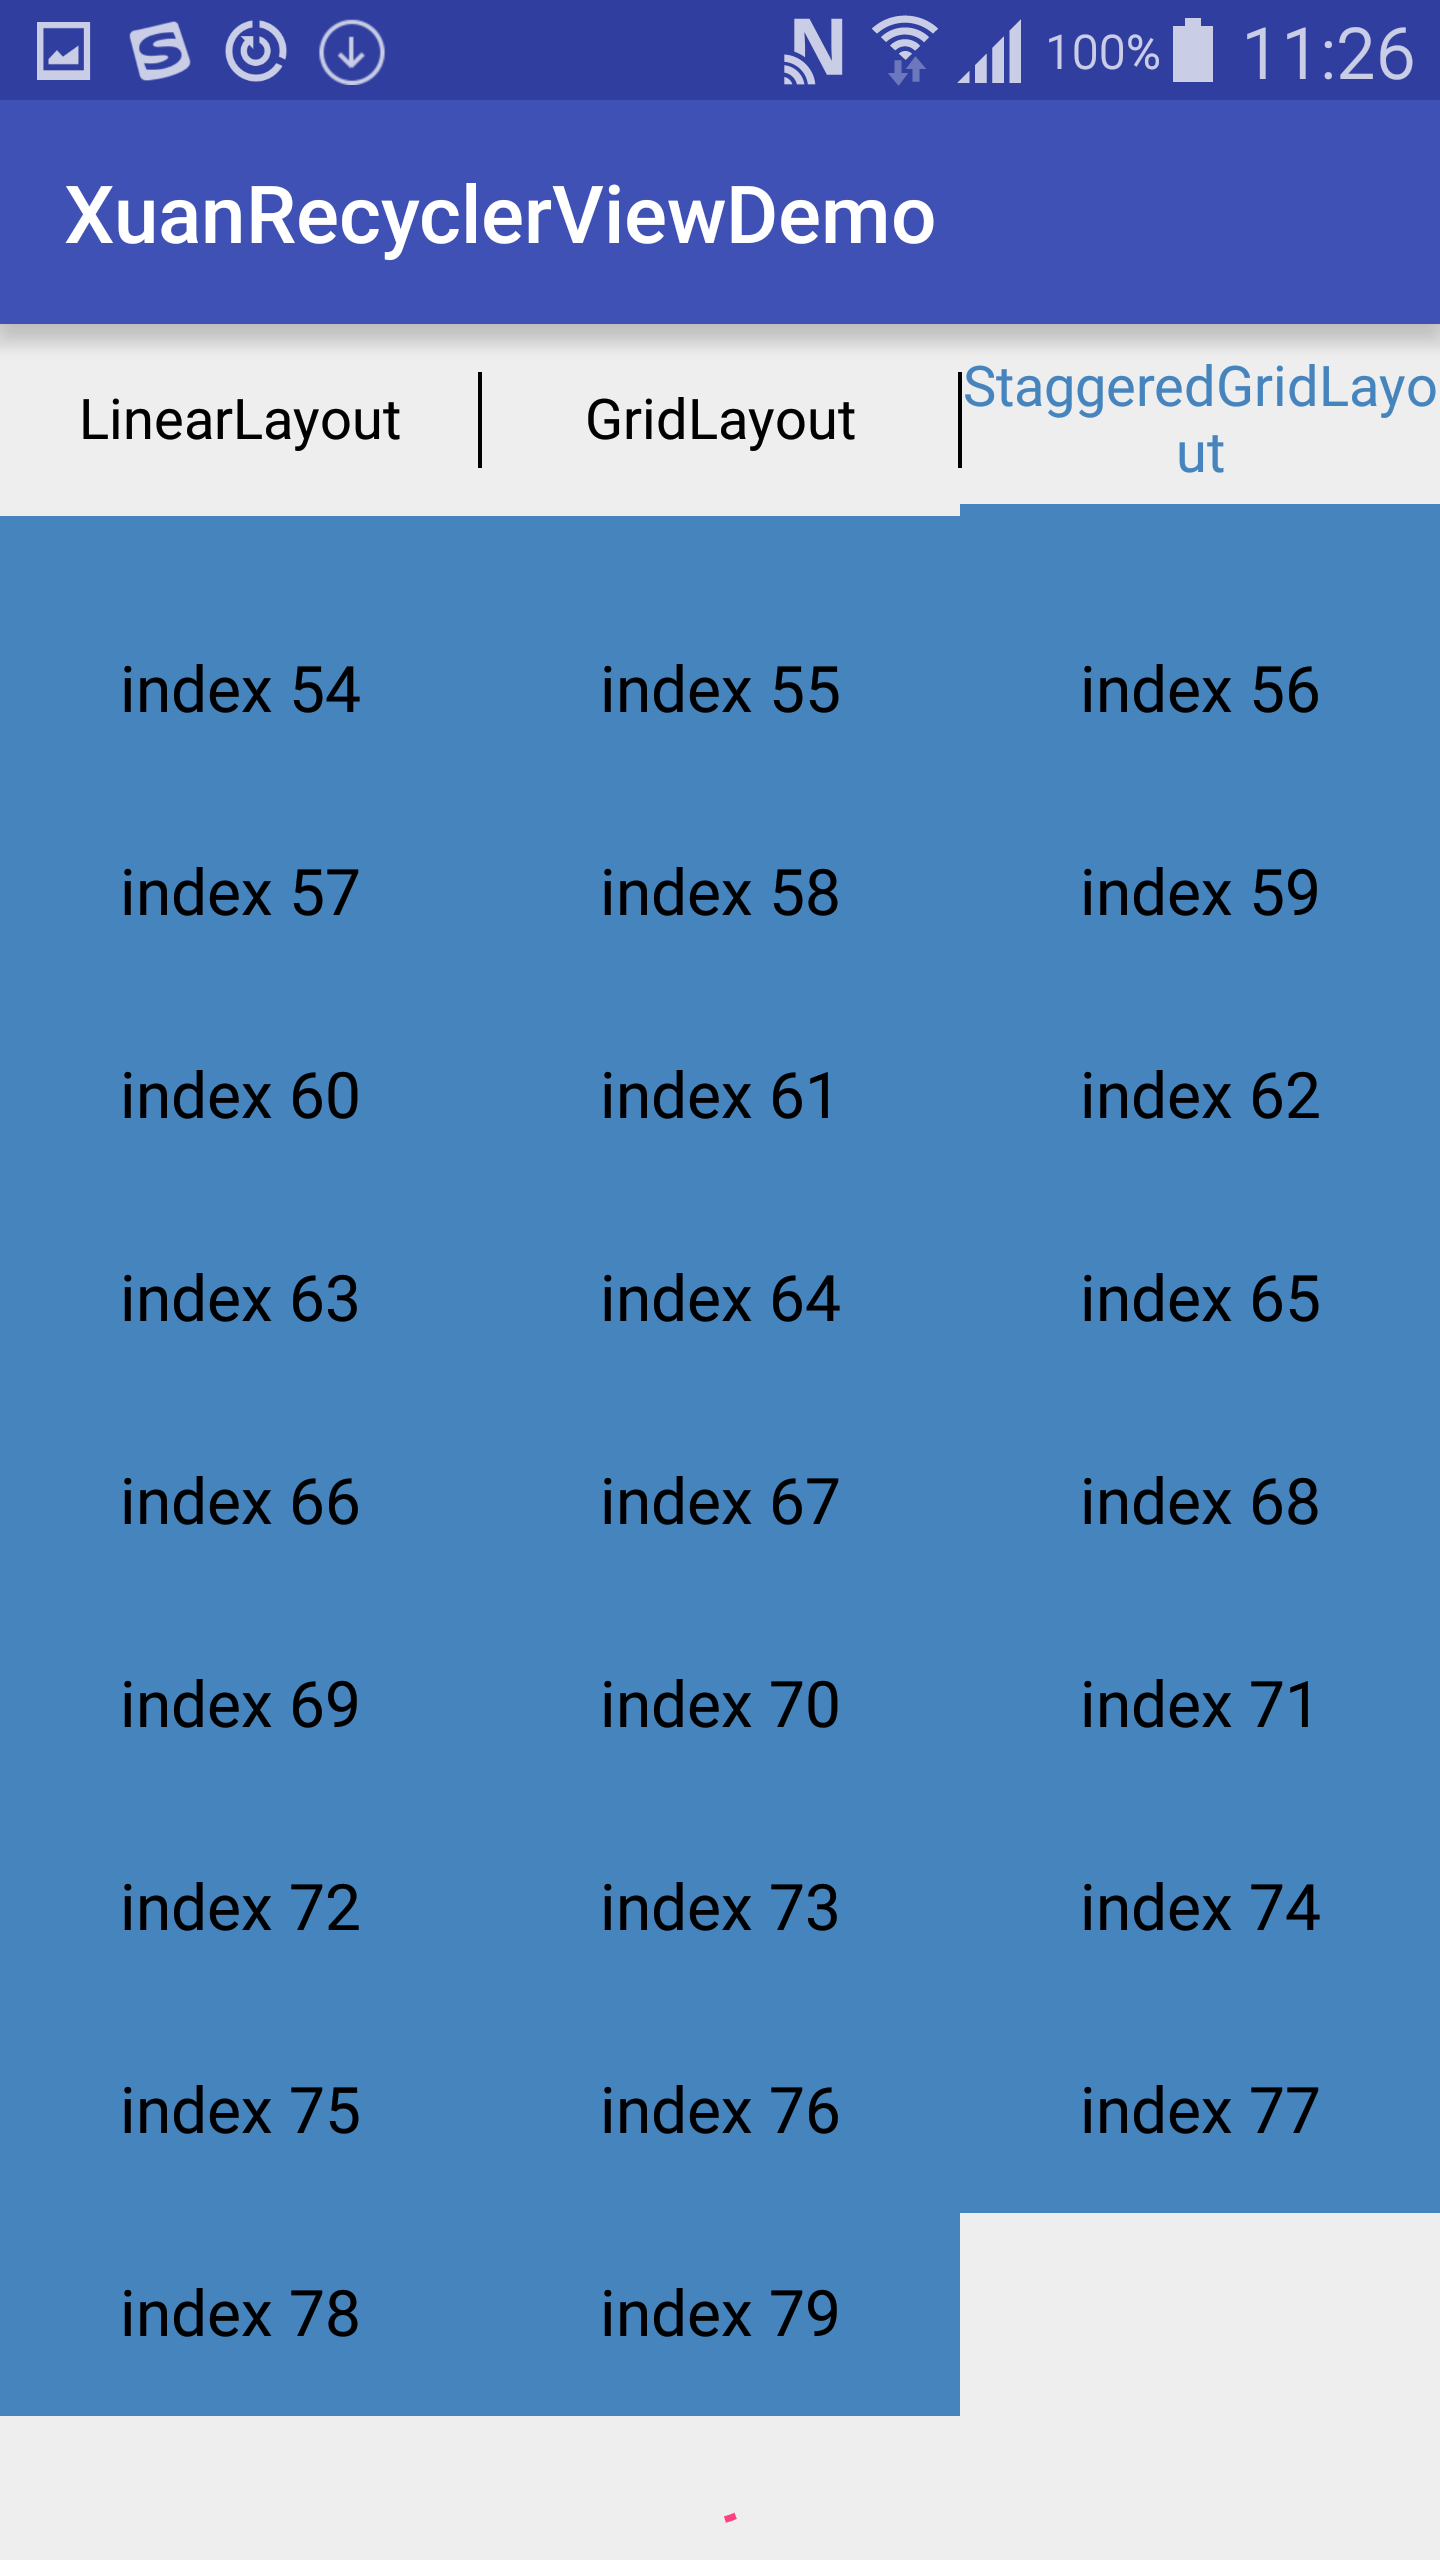 100% 11:26
XuanRecyclerViewDemo
LinearLayout GridLayout StaggeredGridLayo
ut
index 54 index 55 index 56
index 57 index 58 index 59
index 60 index 61 index 62
index 63 index 64 index 65
index 66 index 67 index 68
index 69 index 70 index 71
index 72 index 73 index 74
index 75 index 76 index 77
index 78 index 79